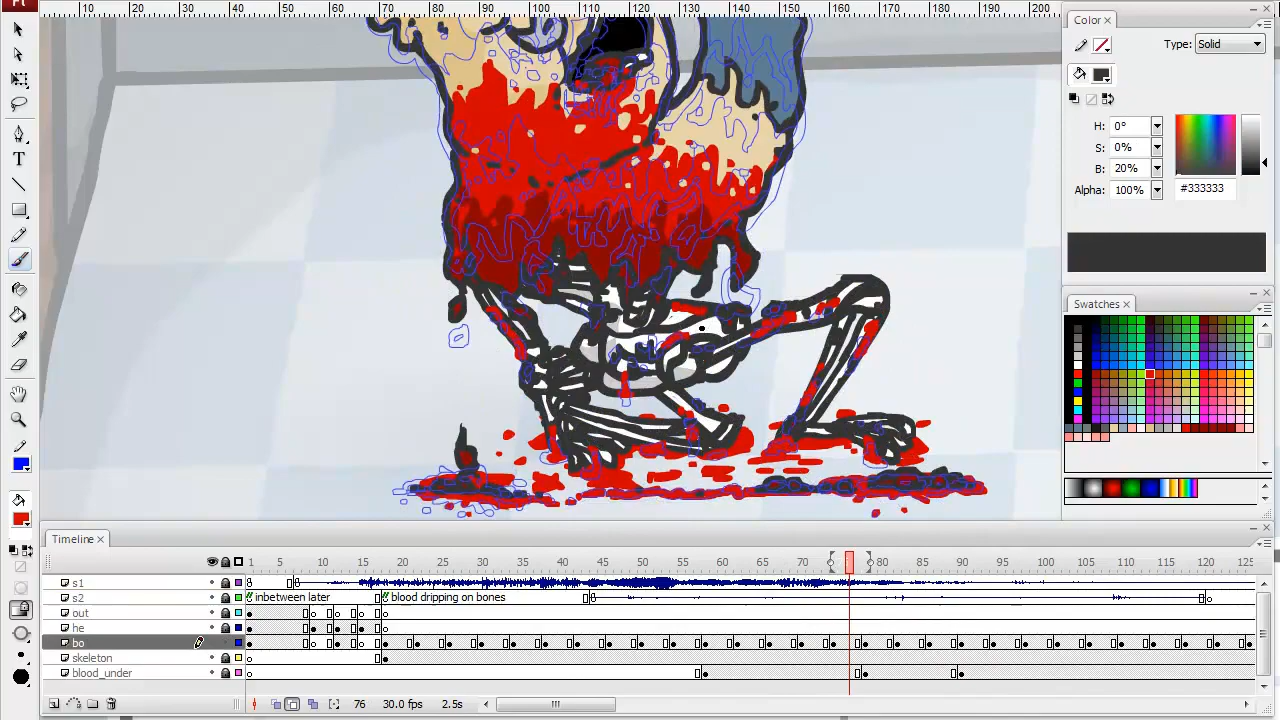 Fl
10 20 30 40 50 60 70 80 90 100 110 120 130 140 150 160 170 180 190 200
Color
Type: Solid
H: 0°
S: 0%
B: 20%
Alpha: 100% #333333
T
Swatches
Timeline
1 5 10 15 20 25 30 35 40 45 50 55 60 65 70 80 85 90 95 100 105 110 115 120 125
s1
s2 inbetween later blood dripping on bones
out
he
bo
skeleton
blood_under
76 30.0 fps 2.5s